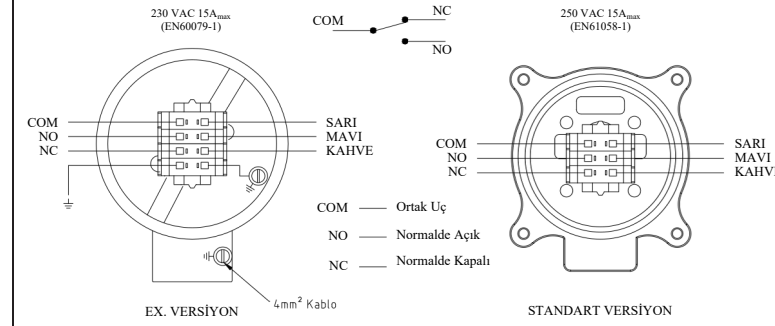 230 VAC 15Amax
(EN60079-1)
COM
NC
NO
250 VAC 15Amax
(EN61058-1)
COM
NO
NC
SARI
MAVI
KAHVE
COM
NO
NC
SARI
MAVI
KAHVE
COM — Ortak Uç
NO — Normalde Açık
NC — Normalde Kapalı
4mm² Kablo
EX. VERSİYON
STANDART VERSİYON